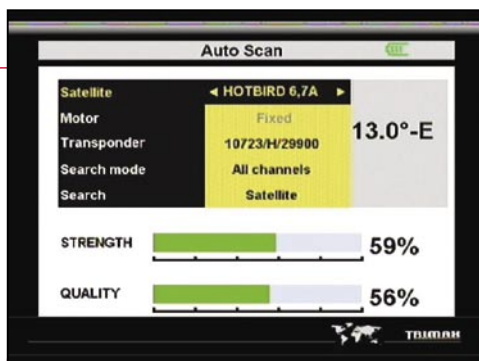 Auto Scan
Satellite ◄ HOTBIRD 6,7A ►
Motor Fixed
Transponder 10723/H/29900
Search mode All channels
Search Satellite
13.0°-E
STRENGTH 59%
QUALITY 56%
TRIMAX